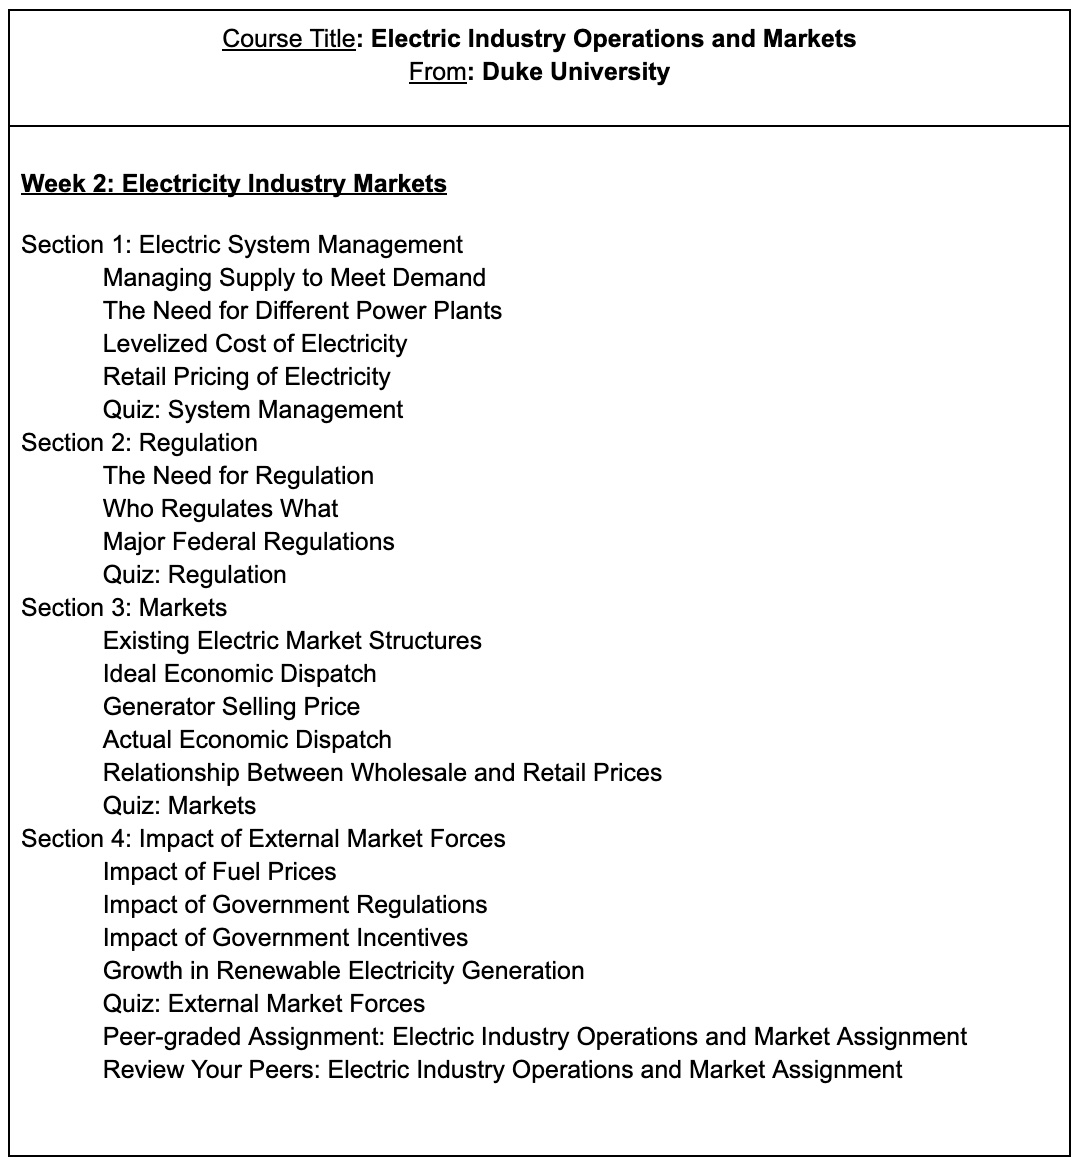 Course Title: Electric Industry Operations and Markets
From: Duke University
Week 2: Electricity Industry Markets
Section 1: Electric System Management
Managing Supply to Meet Demand
The Need for Different Power Plants
Levelized Cost of Electricity
Retail Pricing of Electricity
Quiz: System Management
Section 2: Regulation
The Need for Regulation
Who Regulates What
Major Federal Regulations
Quiz: Regulation
Section 3: Markets
Existing Electric Market Structures
Ideal Economic Dispatch
Generator Selling Price
Actual Economic Dispatch
Relationship Between Wholesale and Retail Prices
Quiz: Markets
Section 4: Impact of External Market Forces
Impact of Fuel Prices
Impact of Government Regulations
Impact of Government Incentives
Growth in Renewable Electricity Generation
Quiz: External Market Forces
Peer-graded Assignment: Electric Industry Operations and Market Assignment
Review Your Peers: Electric Industry Operations and Market Assignment